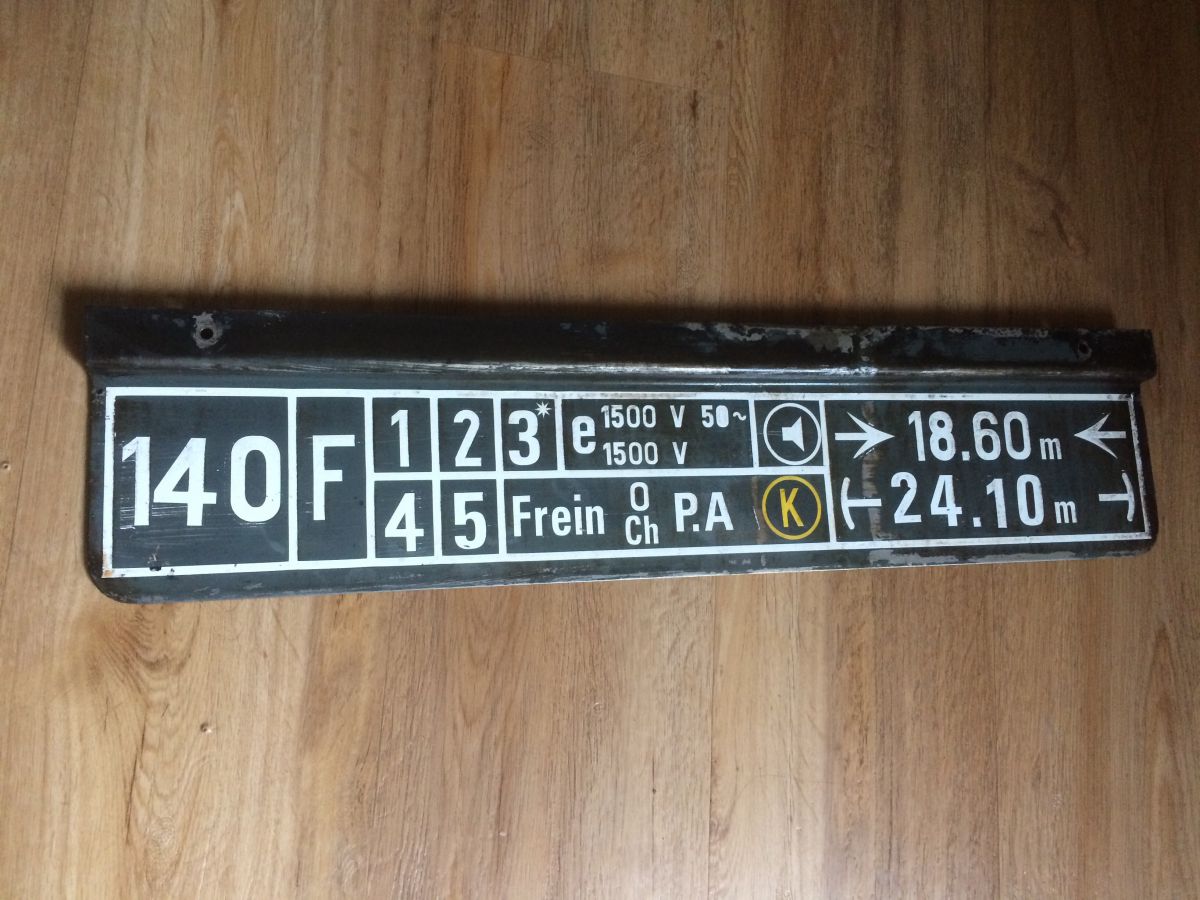 140 F 1 2 3* e 1500 V 50~ 18.60 m
1500 V
4 5 Frein O P.A K 24.10 m
Ch